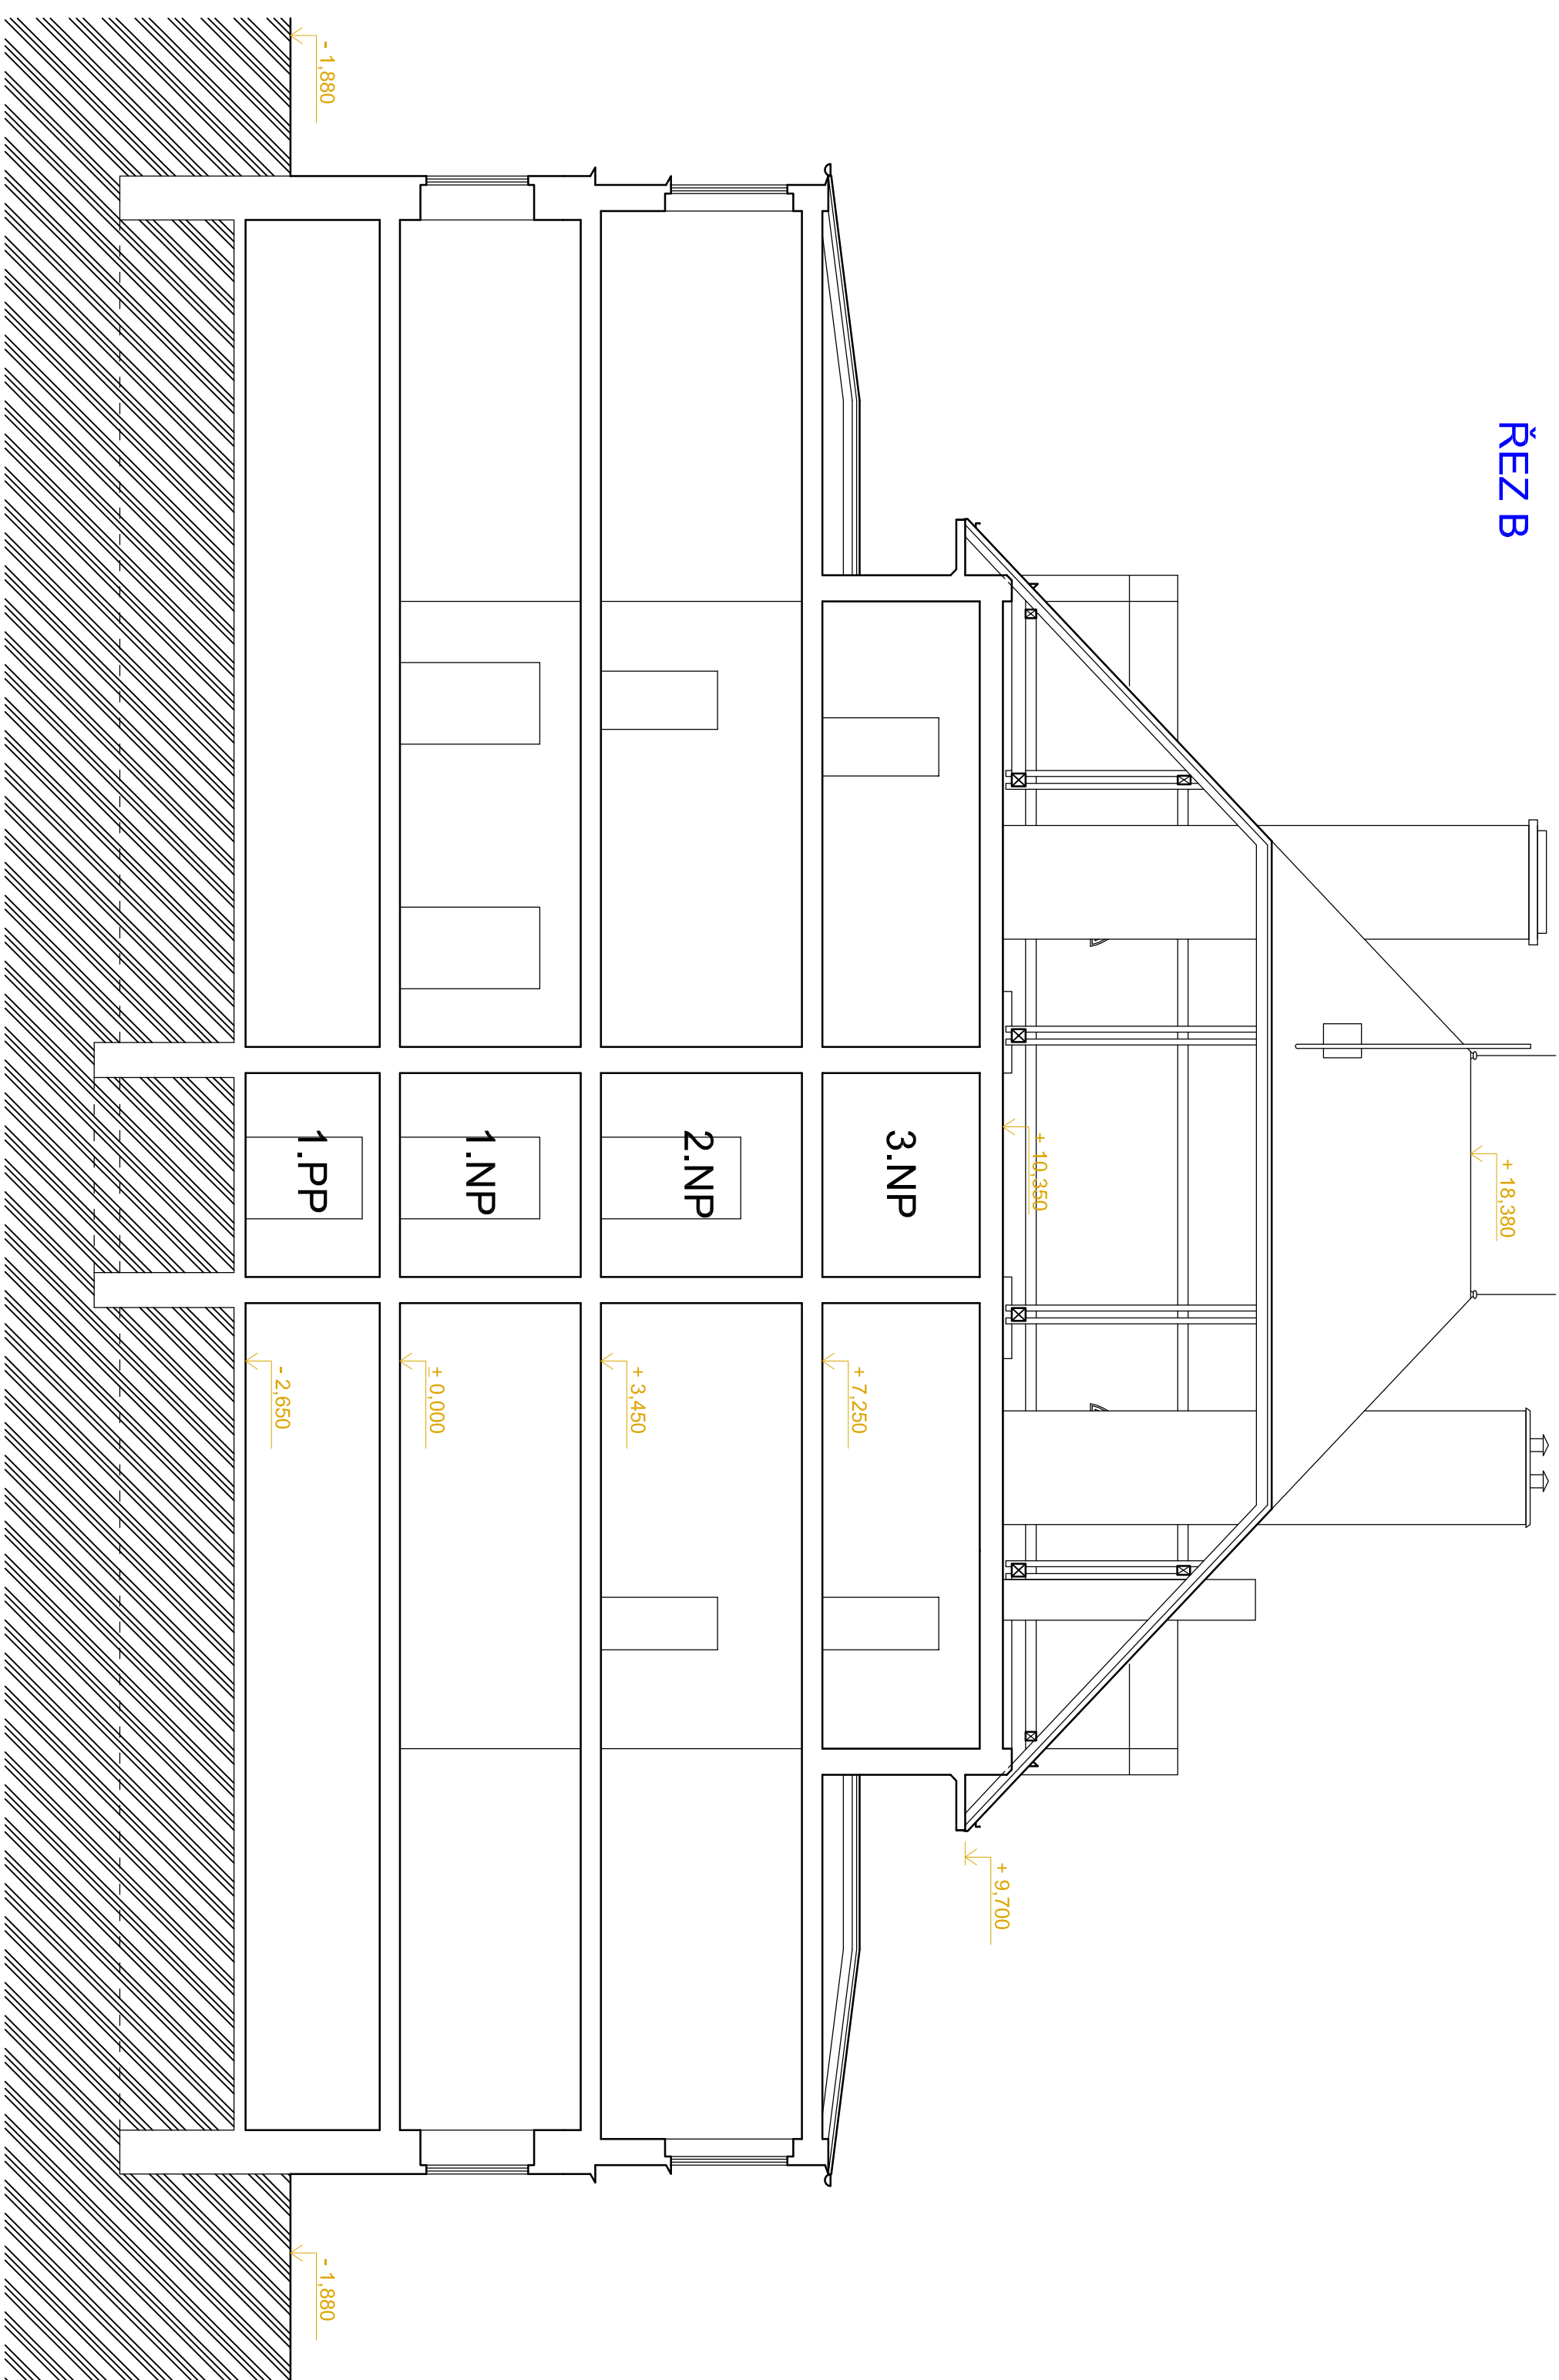 ŘEZ B
+ 18,380
+ 10,350
+ 9,700
3.NP
+ 7,250
2.NP
+ 3,450
1.NP
+ 0,000
- 1,880
1.PP
- 2,650
- 1,880